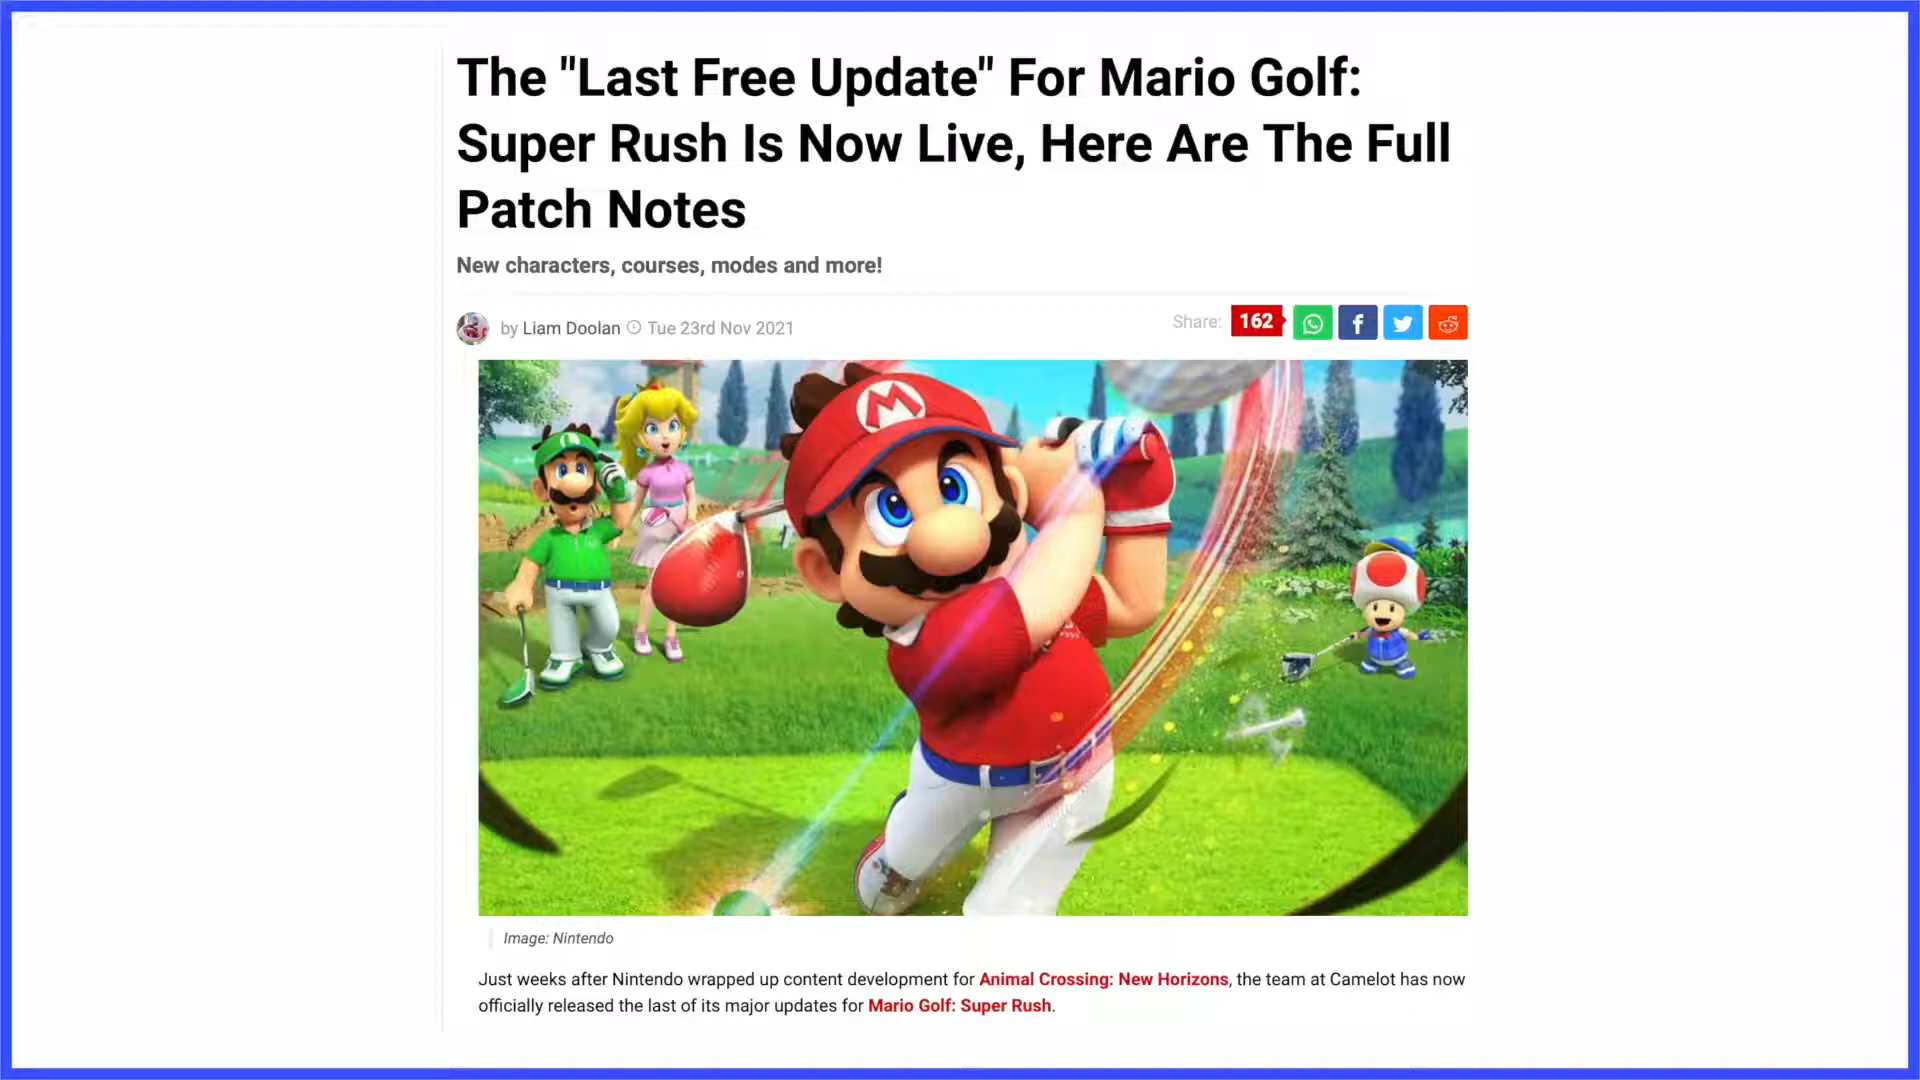 The "Last Free Update" For Mario Golf:
Super Rush Is Now Live, Here Are The Full
Patch Notes
New characters, courses, modes and more!
by Liam Doolan Tue 23rd Nov 2021
Share: 162
M
L
Image: Nintendo
Just weeks after Nintendo wrapped up content development for Animal Crossing: New Horizons, the team at Camelot has now
officially released the last of its major updates for Mario Golf: Super Rush.